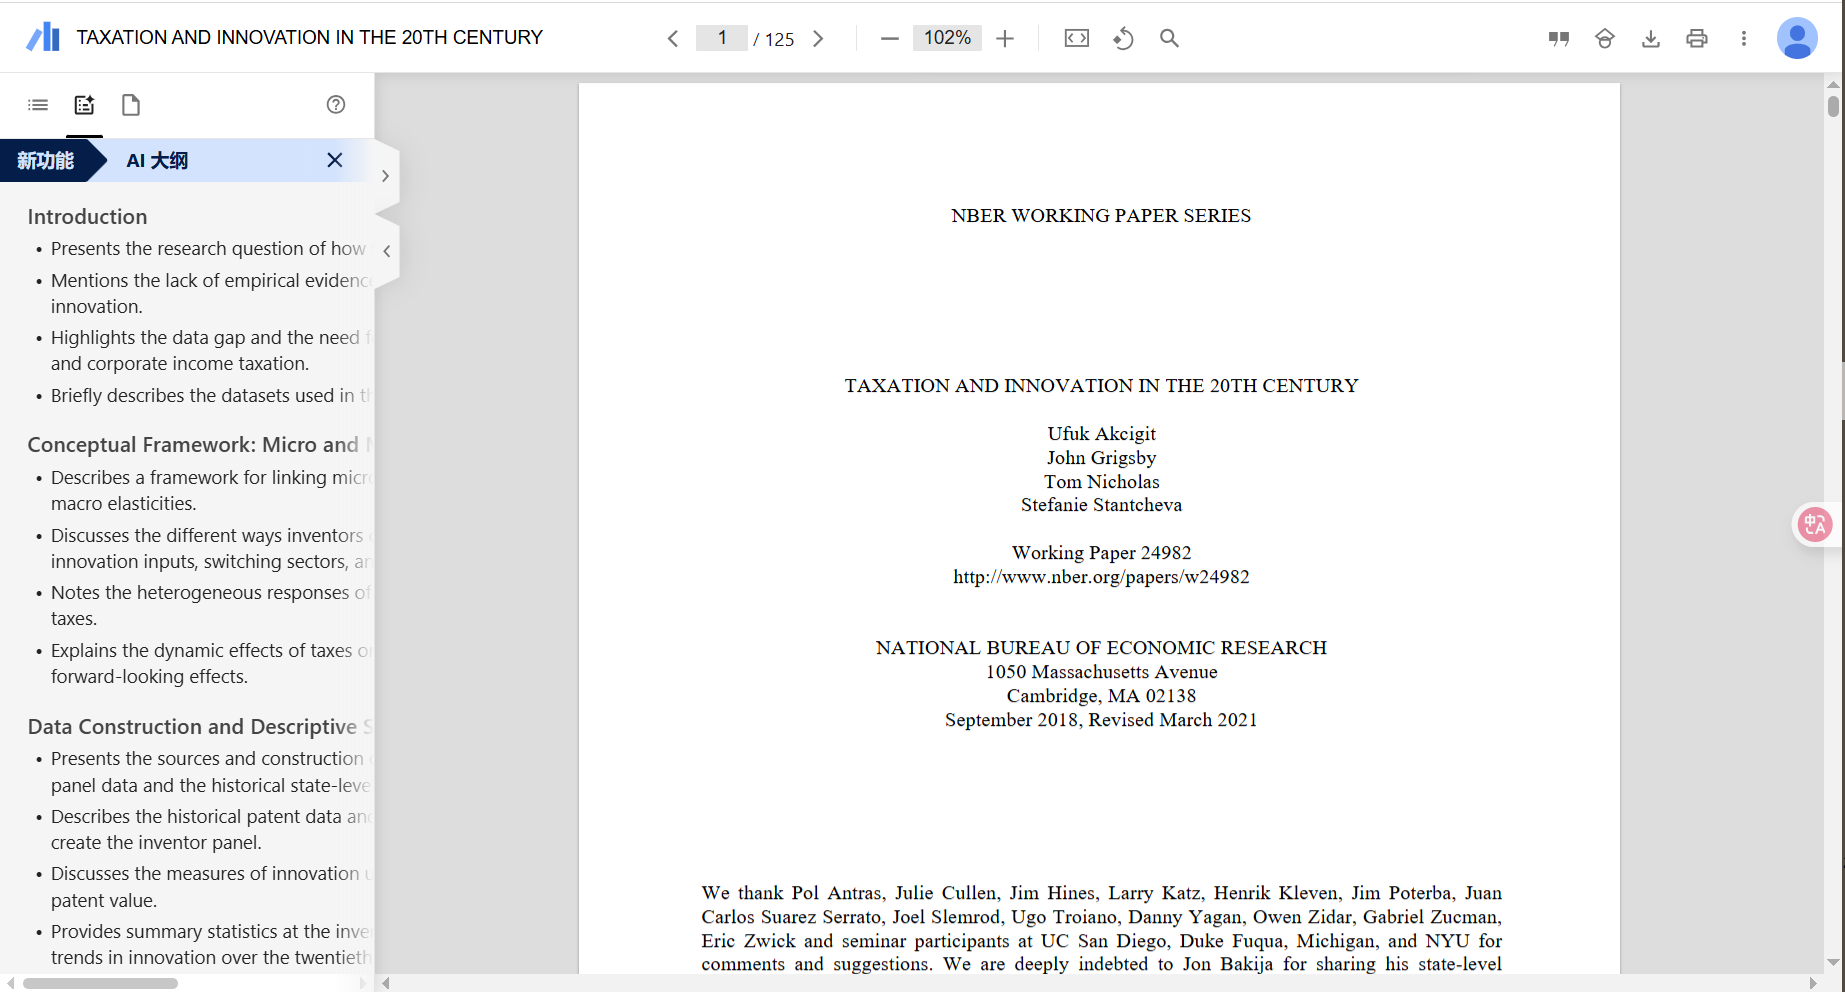 TAXATION AND INNOVATION IN THE 20TH CENTURY
1 / 125
102%
新功能 AI 大纲
Introduction
• Presents the research question of how
• Mentions the lack of empirical evidence
innovation.
• Highlights the data gap and the need
and corporate income taxation.
• Briefly describes the datasets used in
Conceptual Framework: Micro and
• Describes a framework for linking micro
macro elasticities.
• Discusses the different ways inventors
innovation inputs, switching sectors,
• Notes the heterogeneous responses of
taxes.
• Explains the dynamic effects of taxes
forward-looking effects.
Data Construction and Descriptive
• Presents the sources and construction
panel data and the historical state-level
• Describes the historical patent data and
create the inventor panel.
• Discusses the measures of innovation
patent value.
• Provides summary statistics at the
trends in innovation over the twentieth
NBER WORKING PAPER SERIES
TAXATION AND INNOVATION IN THE 20TH CENTURY
Ufuk Akcigit
John Grigsby
Tom Nicholas
Stefanie Stantcheva
Working Paper 24982
http://www.nber.org/papers/w24982
NATIONAL BUREAU OF ECONOMIC RESEARCH
1050 Massachusetts Avenue
Cambridge, MA 02138
September 2018, Revised March 2021
We thank Pol Antras, Julie Cullen, Jim Hines, Larry Katz, Henrik Kleven, Jim Poterba, Juan
Carlos Suarez Serrato, Joel Slemrod, Ugo Troiano, Danny Yagan, Owen Zidar, Gabriel Zucman,
Eric Zwick and seminar participants at UC San Diego, Duke Fuqua, Michigan, and NYU for
comments and suggestions. We are deeply indebted to Jon Bakija for sharing his state-level
中A